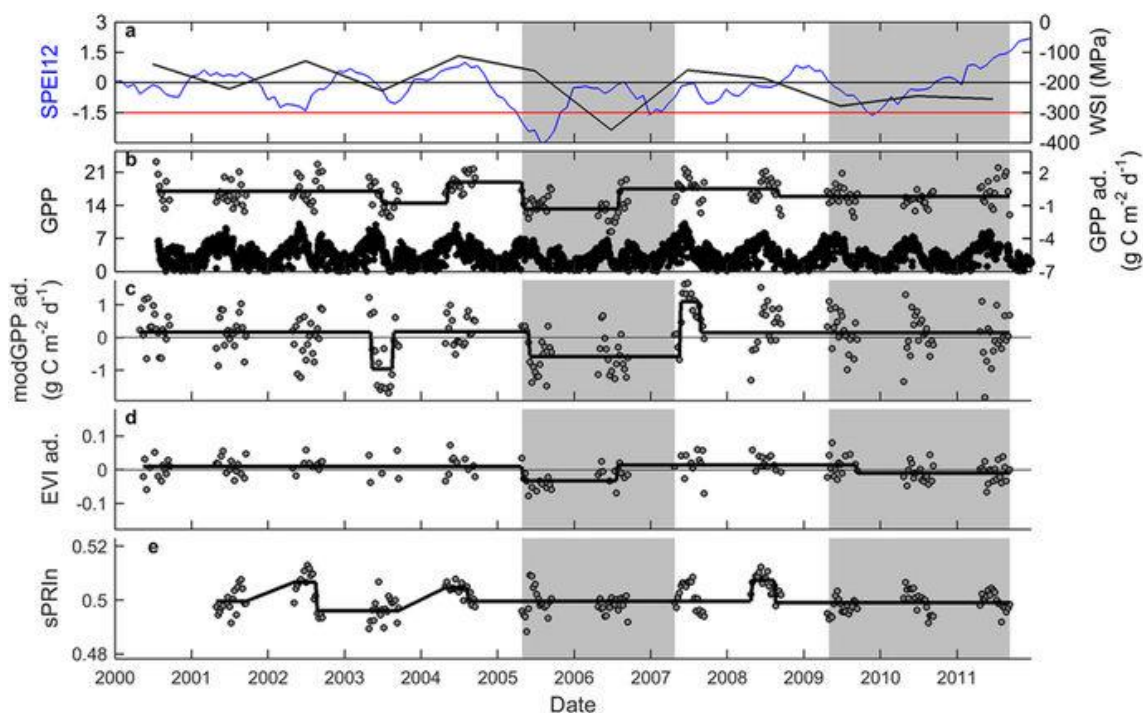 a
3
1.5
0
-1.5
SPEI12
0
-100
-200
-300
-400
WSI (MPa)
b
21
14
7
0
GPP
2
-1
-4
-7
GPP ad.
(g C m-2 d-1)
c
1
0
-1
modGPP ad.
(g C m-2 d-1)
d
0.1
0
-0.1
EVI ad.
e
0.52
0.5
0.48
sPRIn
2000 2001 2002 2003 2004 2005 2006 2007 2008 2009 2010 2011
Date